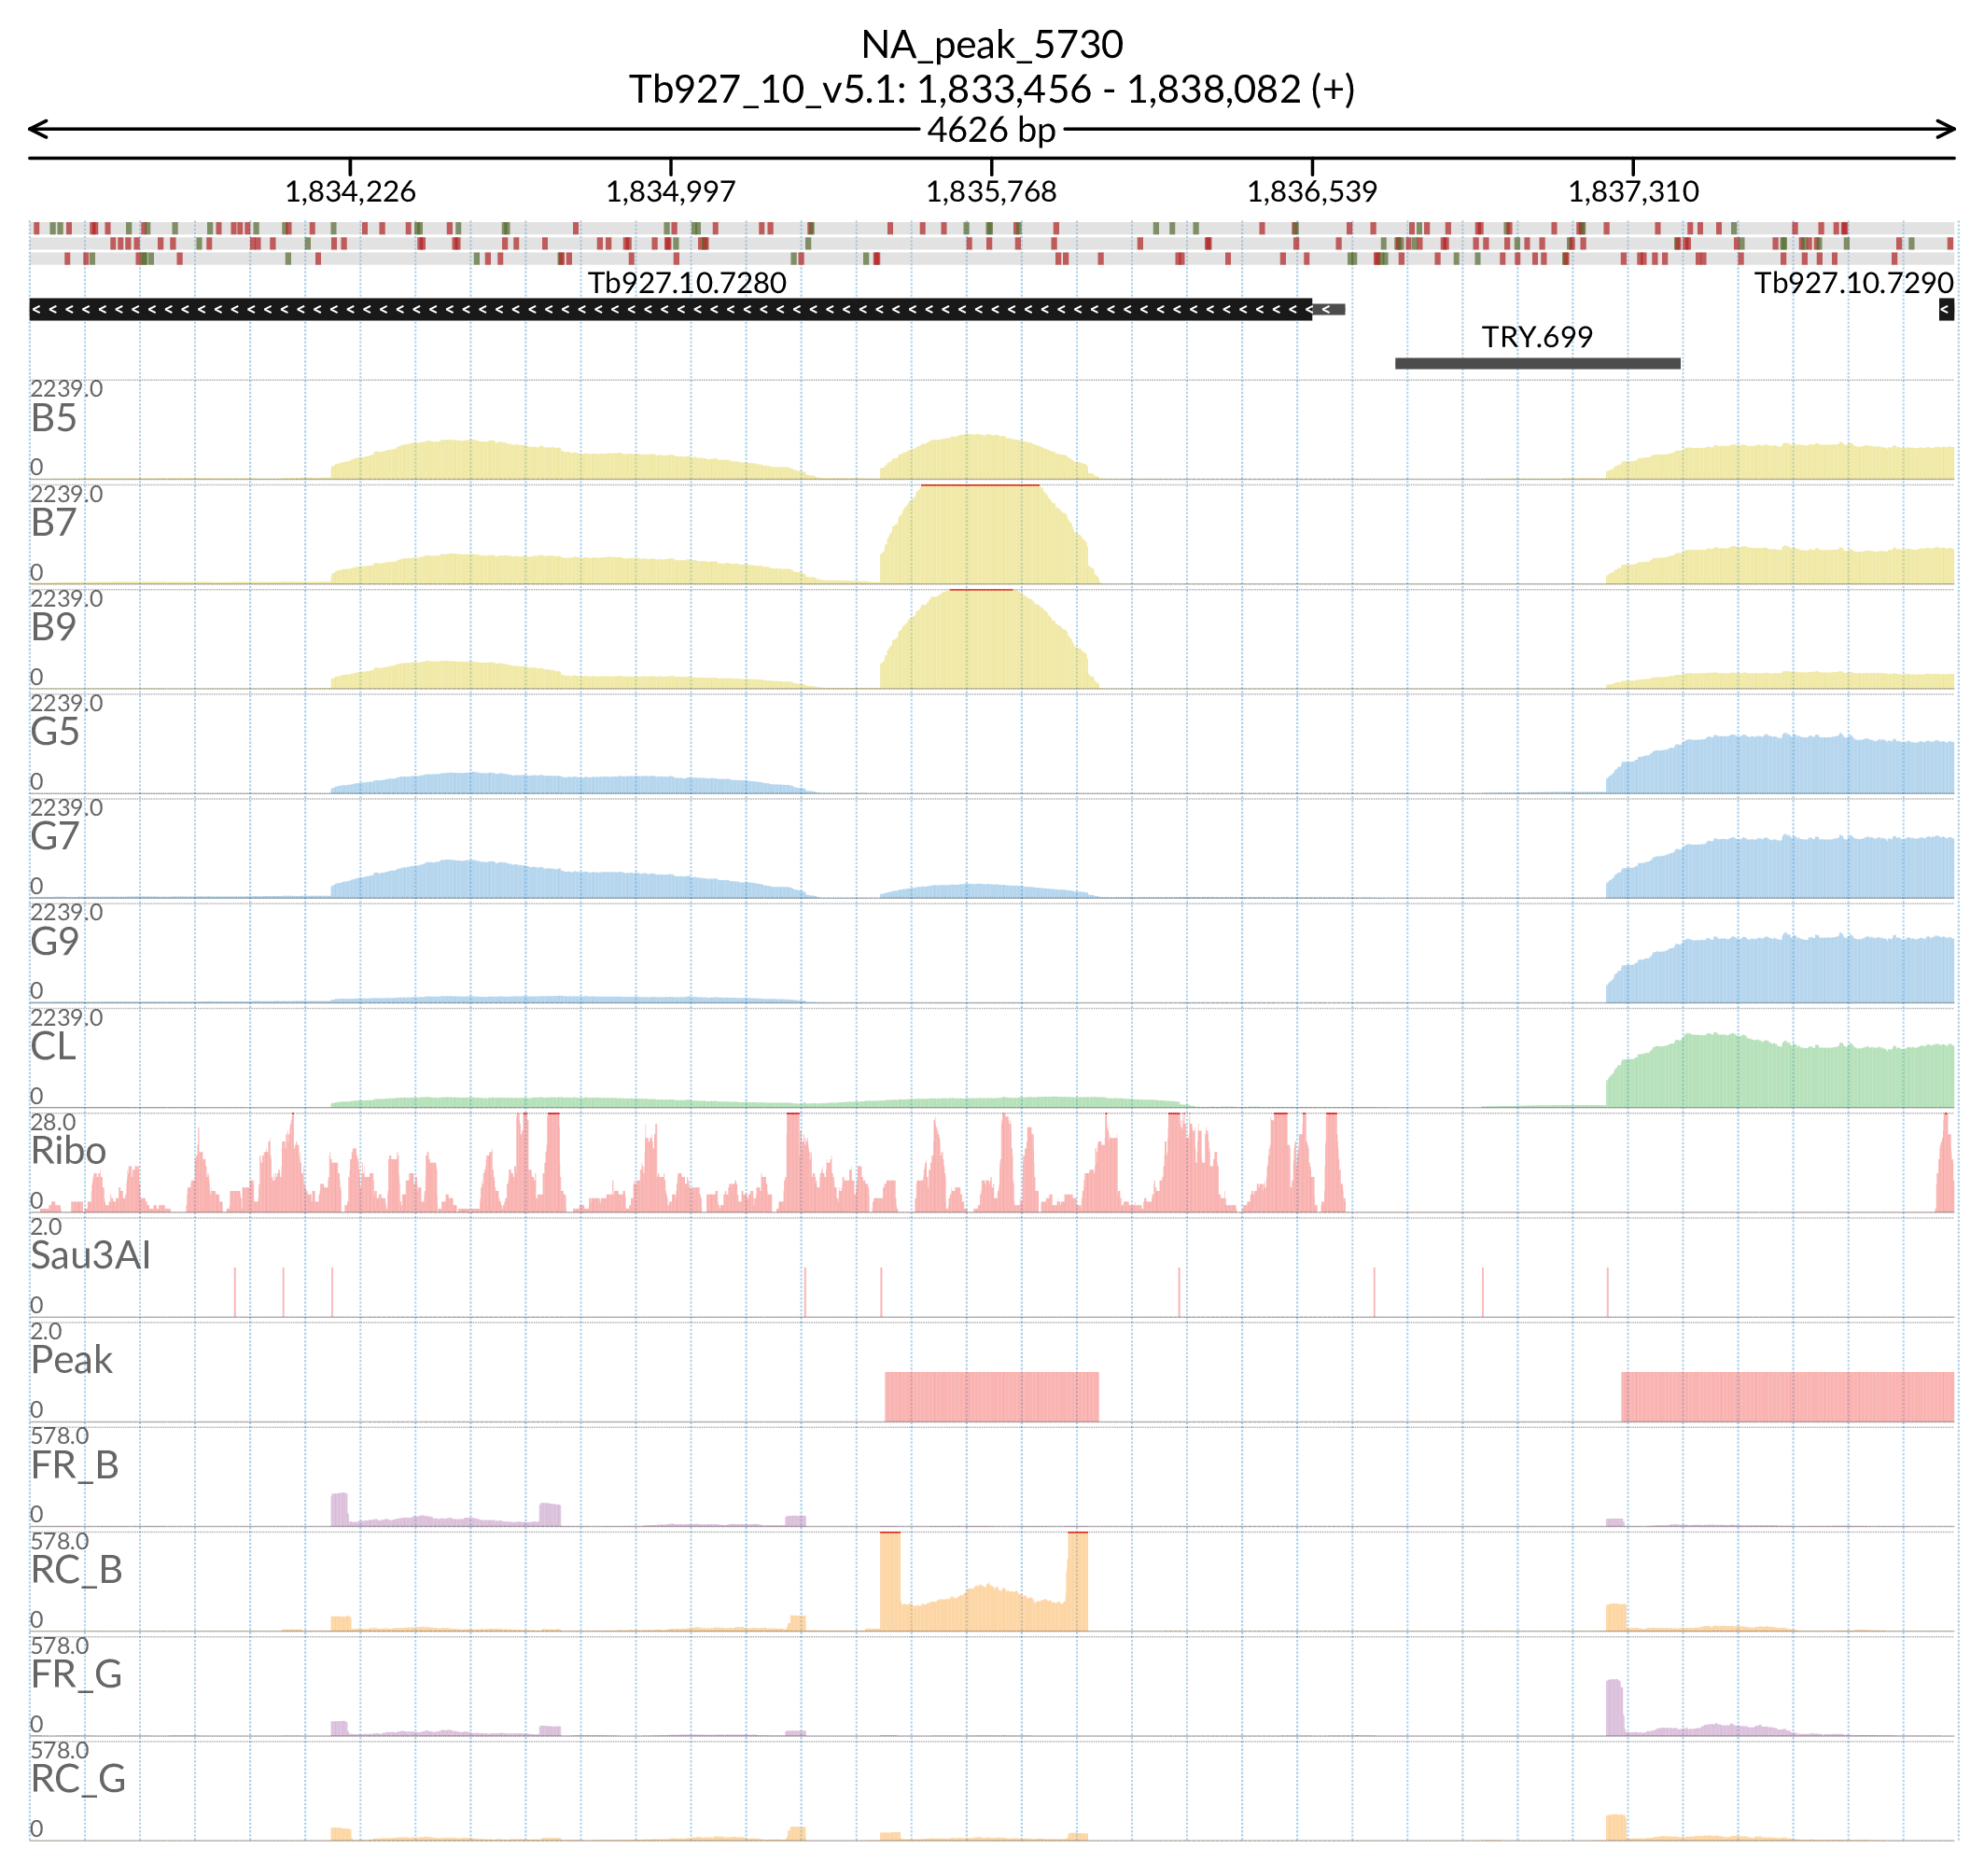 NA_peak_5730
Tb927_10_v5.1: 1,833,456 - 1,838,082 (+)
4626 bp
1,834,226 1,834,997 1,835,768 1,836,539 1,837,310
Tb927.10.7280 Tb927.10.7290
TRY.699
2239.0
B5
0
2239.0
B7
0
2239.0
B9
0
2239.0
G5
0
2239.0
G7
0
2239.0
G9
0
2239.0
CL
0
28.0
Ribo
0
2.0
Sau3AI
0
2.0
Peak
0
578.0
FR_B
0
578.0
RC_B
0
578.0
FR_G
0
578.0
RC_G
0